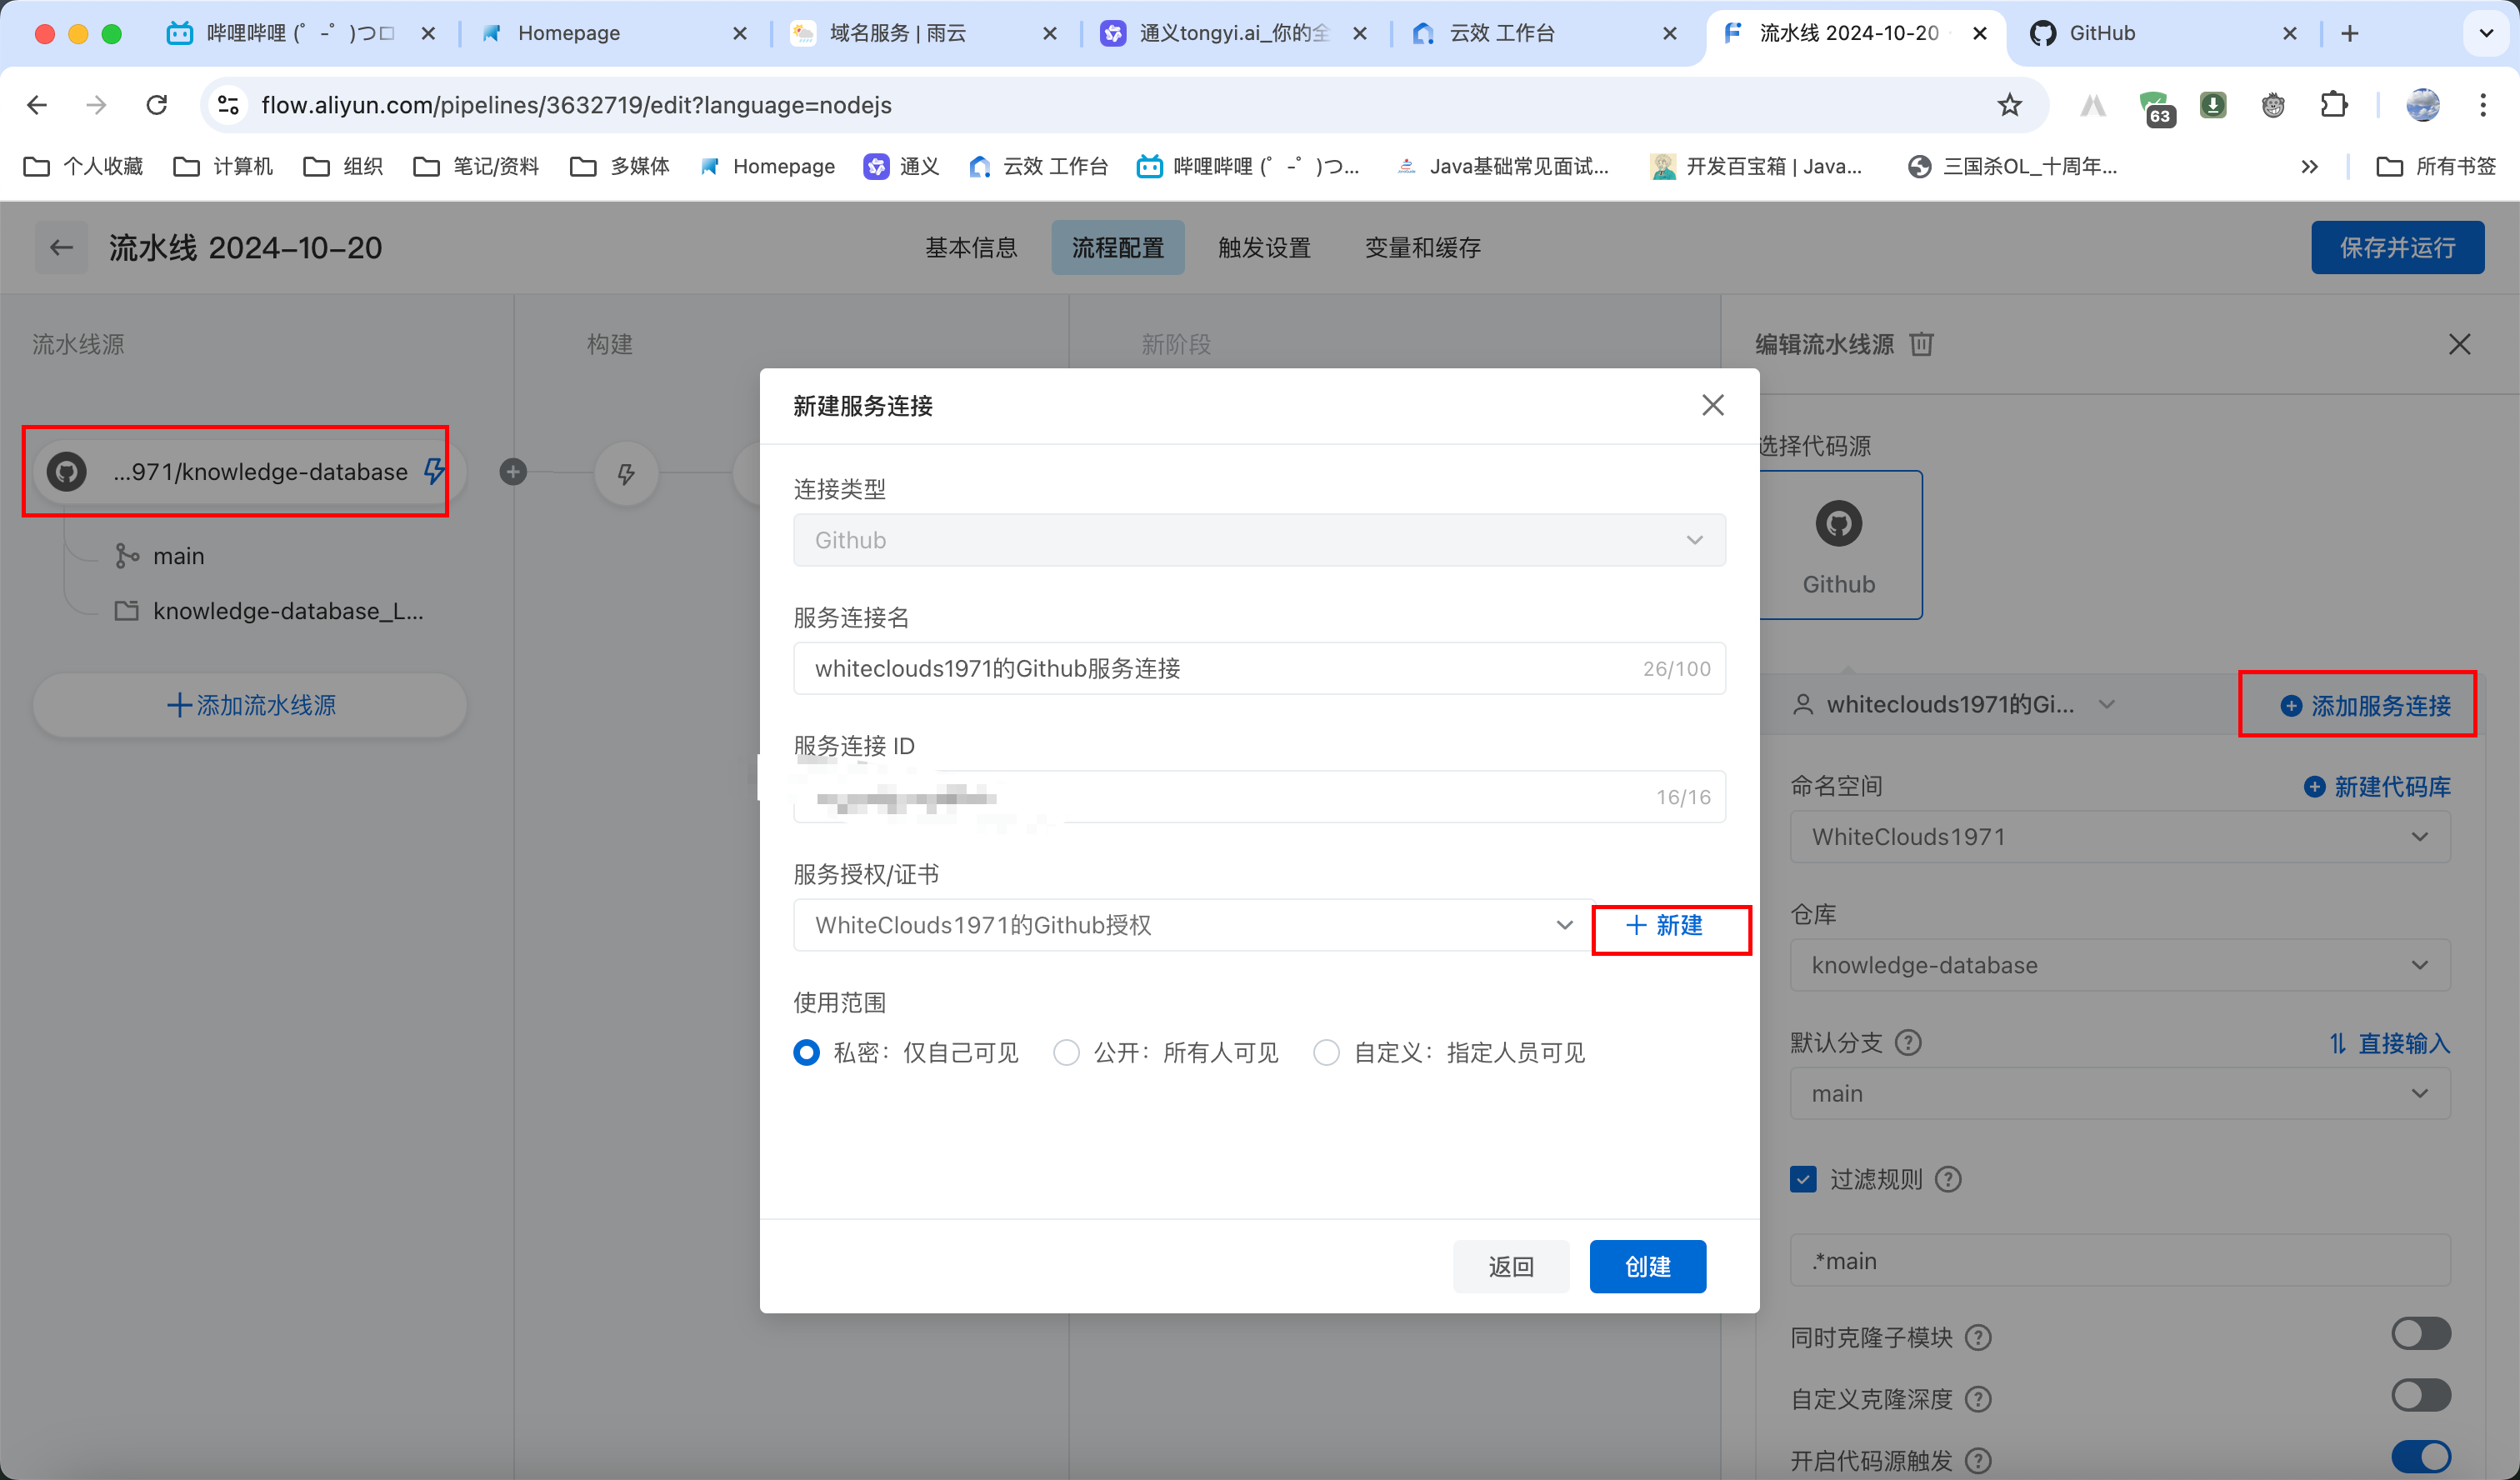 哔哩哔哩 (゜-゜)つロ
Homepage
域名服务 | 雨云
通义tongyi.ai_你的全
云效 工作台
流水线 2024-10-20
GitHub
flow.aliyun.com/pipelines/3632719/edit?language=nodejs
63
个人收藏
计算机
组织
笔记/资料
多媒体
Homepage
通义
云效 工作台
哔哩哔哩 (゜-゜)つ...
Java基础常见面试...
开发百宝箱 | Java...
三国杀OL_十周年...
所有书签
流水线 2024-10-20
基本信息
流程配置
触发设置
变量和缓存
保存并运行
流水线源
构建
新阶段
编辑流水线源
...971/knowledge-database
main
knowledge-database_L...
添加流水线源
新建服务连接
连接类型
Github
服务连接名
whiteclouds1971的Github服务连接
26/100
服务连接 ID
16/16
服务授权/证书
WhiteClouds1971的Github授权
新建
使用范围
私密：仅自己可见
公开：所有人可见
自定义：指定人员可见
返回
创建
选择代码源
Github
whiteclouds1971的Gi...
添加服务连接
命名空间
新建代码库
WhiteClouds1971
仓库
knowledge-database
默认分支
直接输入
main
过滤规则
.*main
同时克隆子模块
自定义克隆深度
开启代码源触发